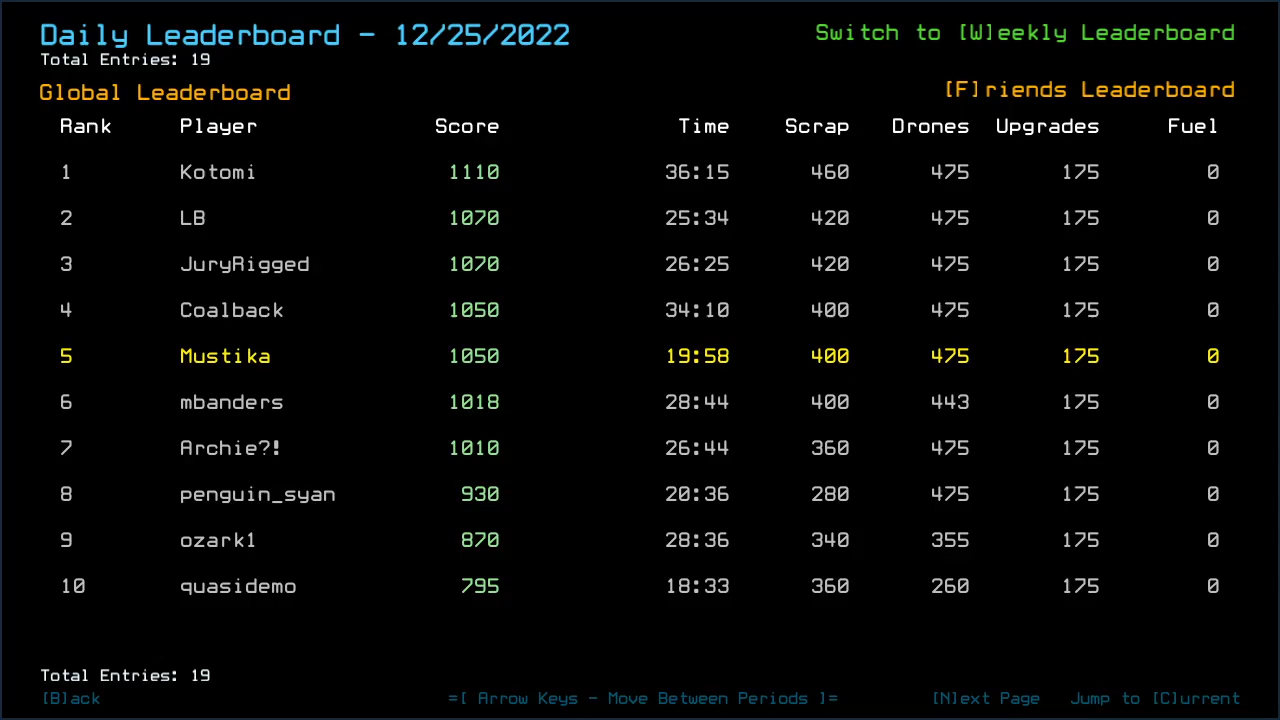 Daily Leaderboard - 12/25/2022 Switch to [W]eekly Leaderboard
Total Entries: 19
Global Leaderboard [F]riends Leaderboard
Rank Player Score Time Scrap Drones Upgrades Fuel
1 Kotomi 1110 36:15 460 475 175 0
2 LB 1070 25:34 420 475 175 0
3 JuryRigged 1070 26:25 420 475 175 0
4 Coalback 1050 34:10 400 475 175 0
5 Mustika 1050 19:58 400 475 175 0
6 mbanders 1018 28:44 400 443 175 0
7 Archie?! 1010 26:44 360 475 175 0
8 penguin_syan 930 20:36 280 475 175 0
9 ozark1 870 28:36 340 355 175 0
10 quasidemo 795 18:33 360 260 175 0
Total Entries: 19
[B]ack =[ Arrow Keys - Move Between Periods ]= [N]ext Page Jump to [C]urrent